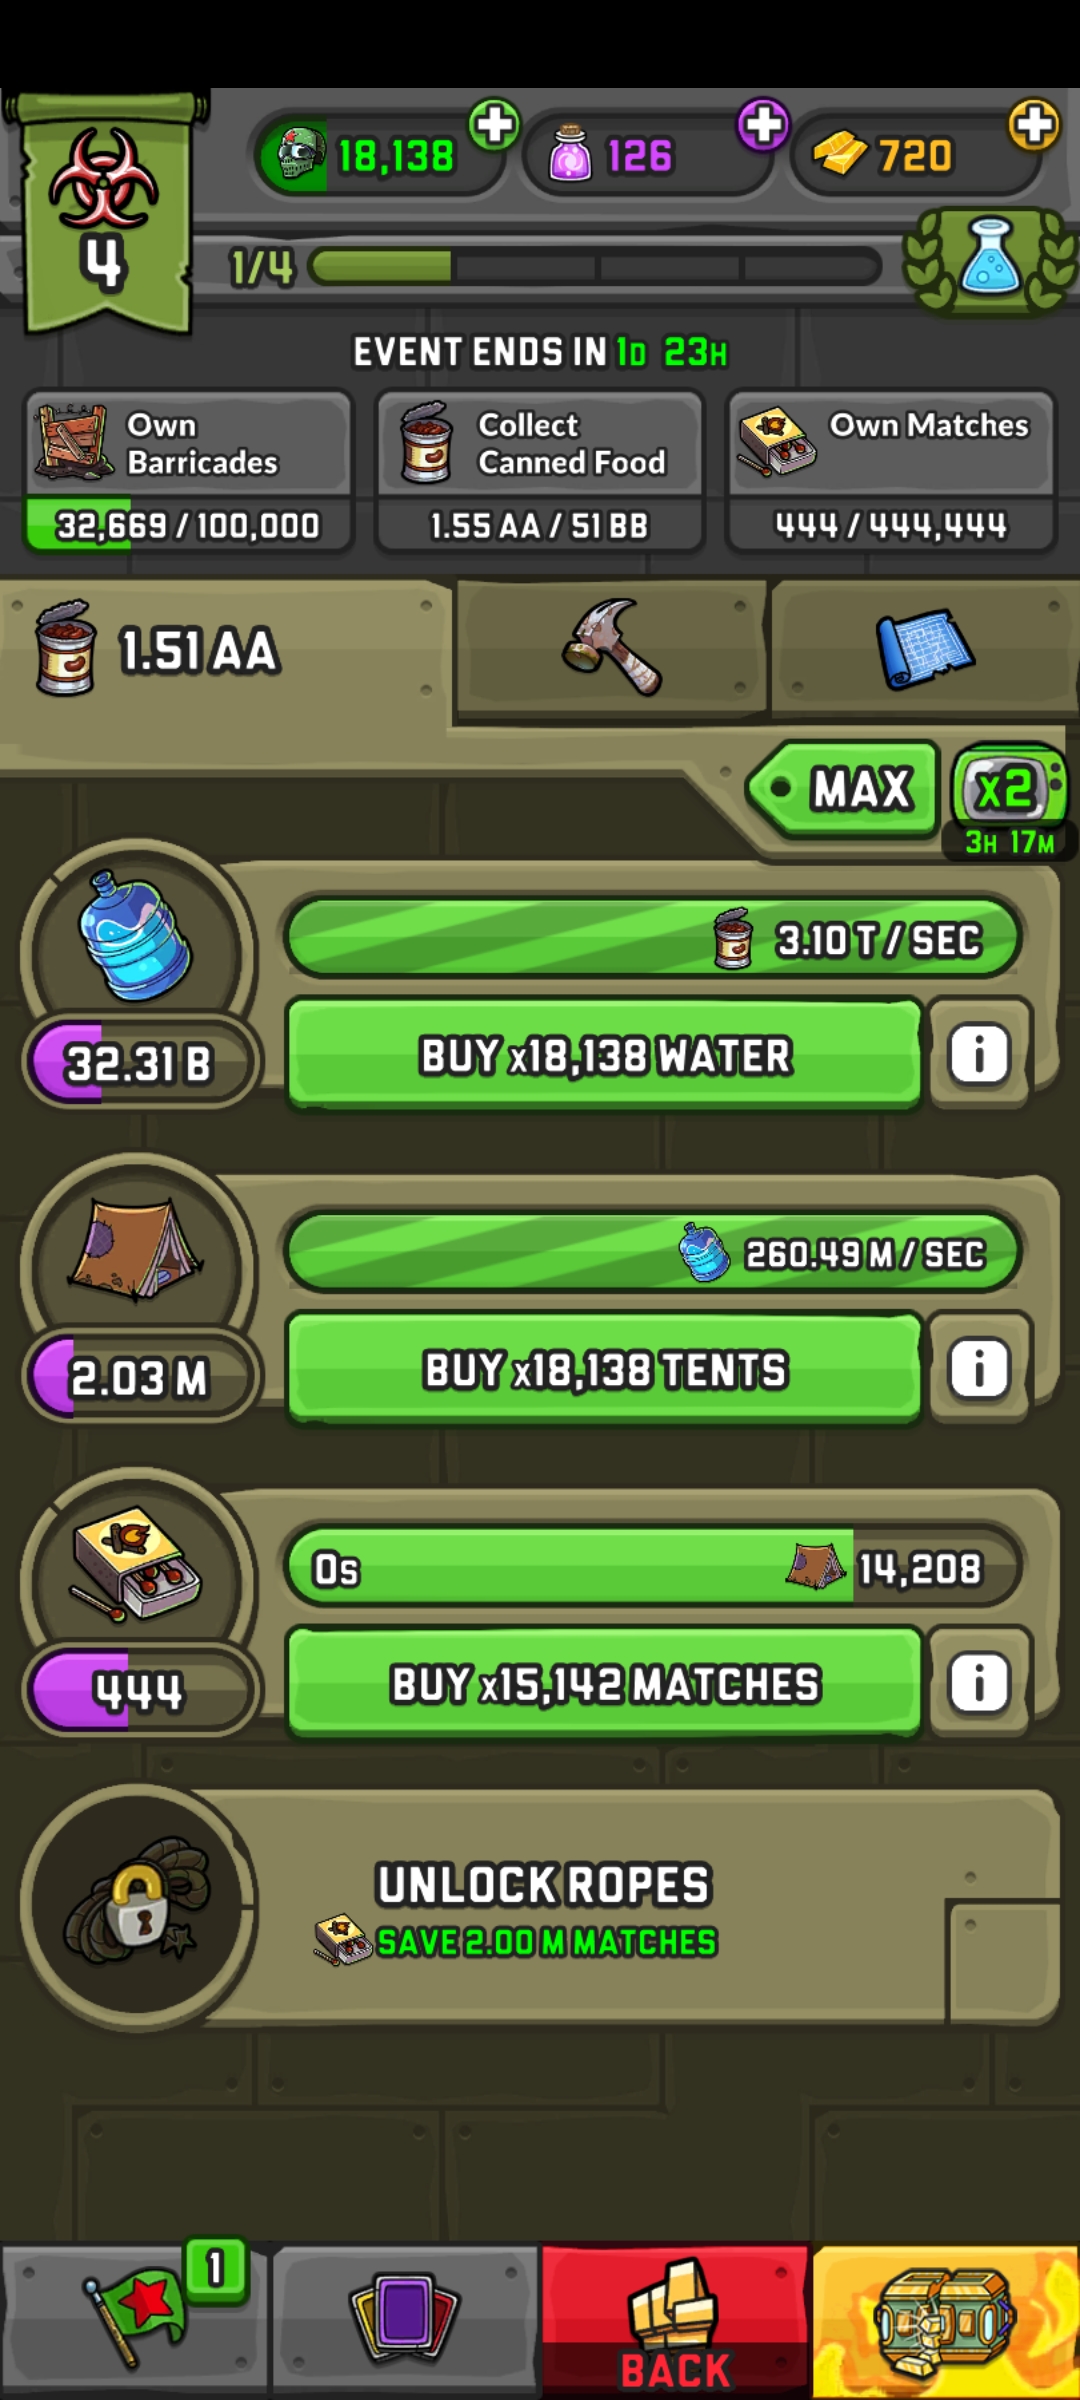 18,138
126
720
4
1/4
EVENT ENDS IN 1D 23H
Own
Barricades
32,669 / 100,000
Collect
Canned Food
1.55 AA / 51 BB
Own Matches
444 / 444,444
1.51 AA
MAX
x2
3H 17M
3.10 T / SEC
32.31 B
BUY x18,138 WATER
i
260.49 M / SEC
2.03 M
BUY x18,138 TENTS
i
0s
14,208
444
BUY x15,142 MATCHES
i
UNLOCK ROPES
SAVE 2.00 M MATCHES
1
BACK